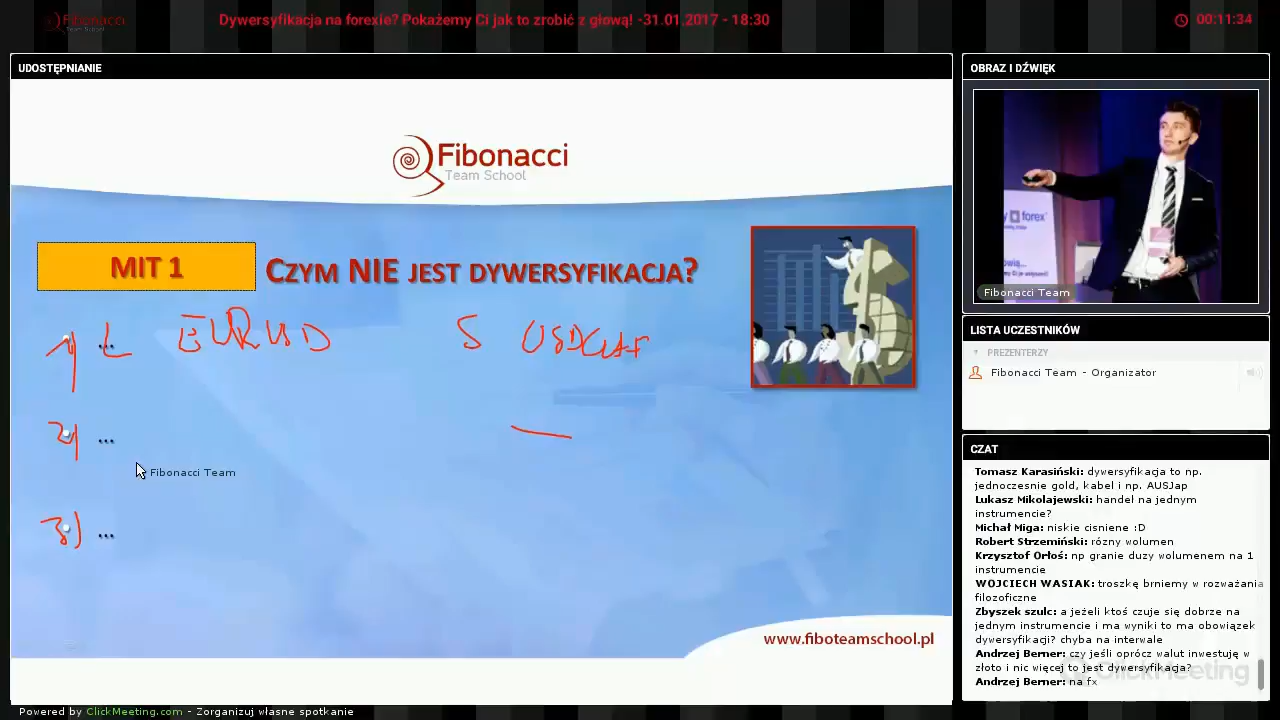 Fibonacci
Team School
Dywersyfikacja na forexie? Pokażemy Ci jak to zrobić z głową! -31.01.2017 - 18:30
00:11:34
UDOSTĘPNIANIE
Fibonacci
Team School
MIT 1
CZYM NIE JEST DYWERSYFIKACJA?
1) ... L EURUSD S USDCHF
2) ...
Fibonacci Team
3) ...
www.fiboteamschool.pl
OBRAZ I DŹWIĘK
y forex
Fibonacci Team
LISTA UCZESTNIKÓW
PREZENTERZY
Fibonacci Team - Organizator
CZAT
Tomasz Karasiński: dywersyfikacja to np.
jednoczesnie gold, kabel i np. AUSJap
Lukasz Mikolajewski: handel na jednym
instrumencie?
Michał Miga: niskie cisniene :D
Robert Strzemiński: rózny wolumen
Krzysztof Orłoś: np granie duzy wolumenem na 1
instrumencie
WOJCIECH WASIAK: troszkę brniemy w rozważania
filozoficzne
Zbyszek szulc: a jeżeli ktoś czuje się dobrze na
jednym instrumencie i ma wyniki to ma obowiązek
dywersyfikacji? chyba na interwale
Andrzej Berner: czy jeśli oprócz walut inwestuję w
złoto i nic więcej to jest dywersyfikacja?
Andrzej Berner: na fx
ClickMeeting
Powered by ClickMeeting.com - Zorganizuj własne spotkanie